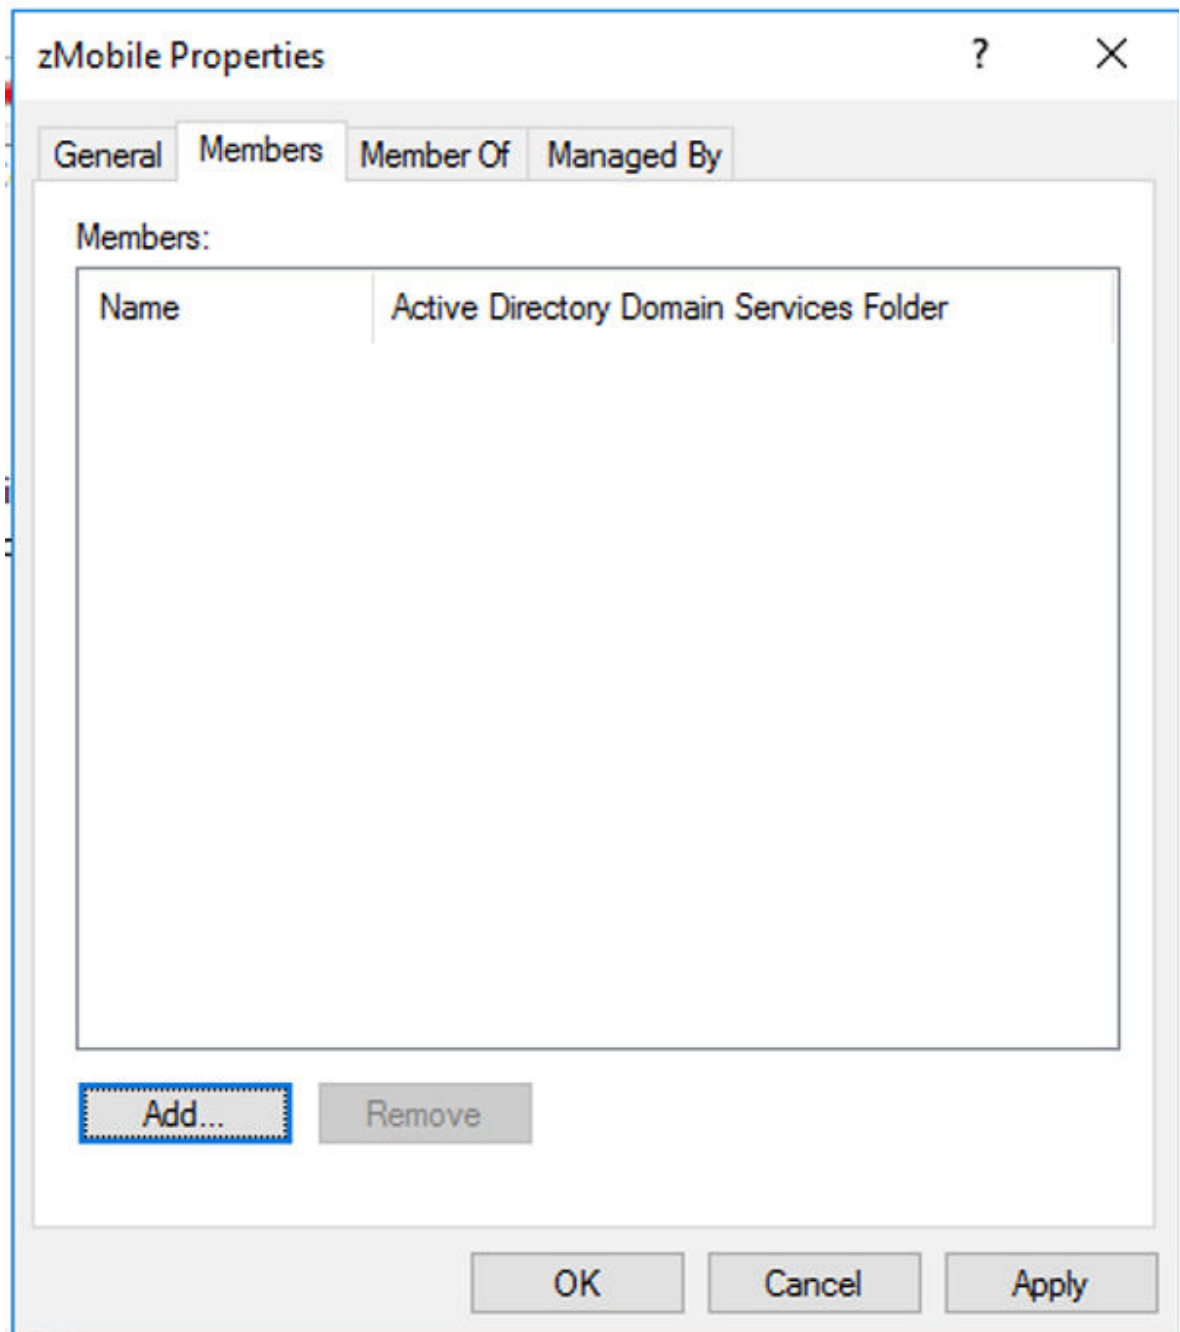 zMobile Properties ?
General Members Member Of Managed By
Members:
Name Active Directory Domain Services Folder
Add... Remove
OK Cancel Apply